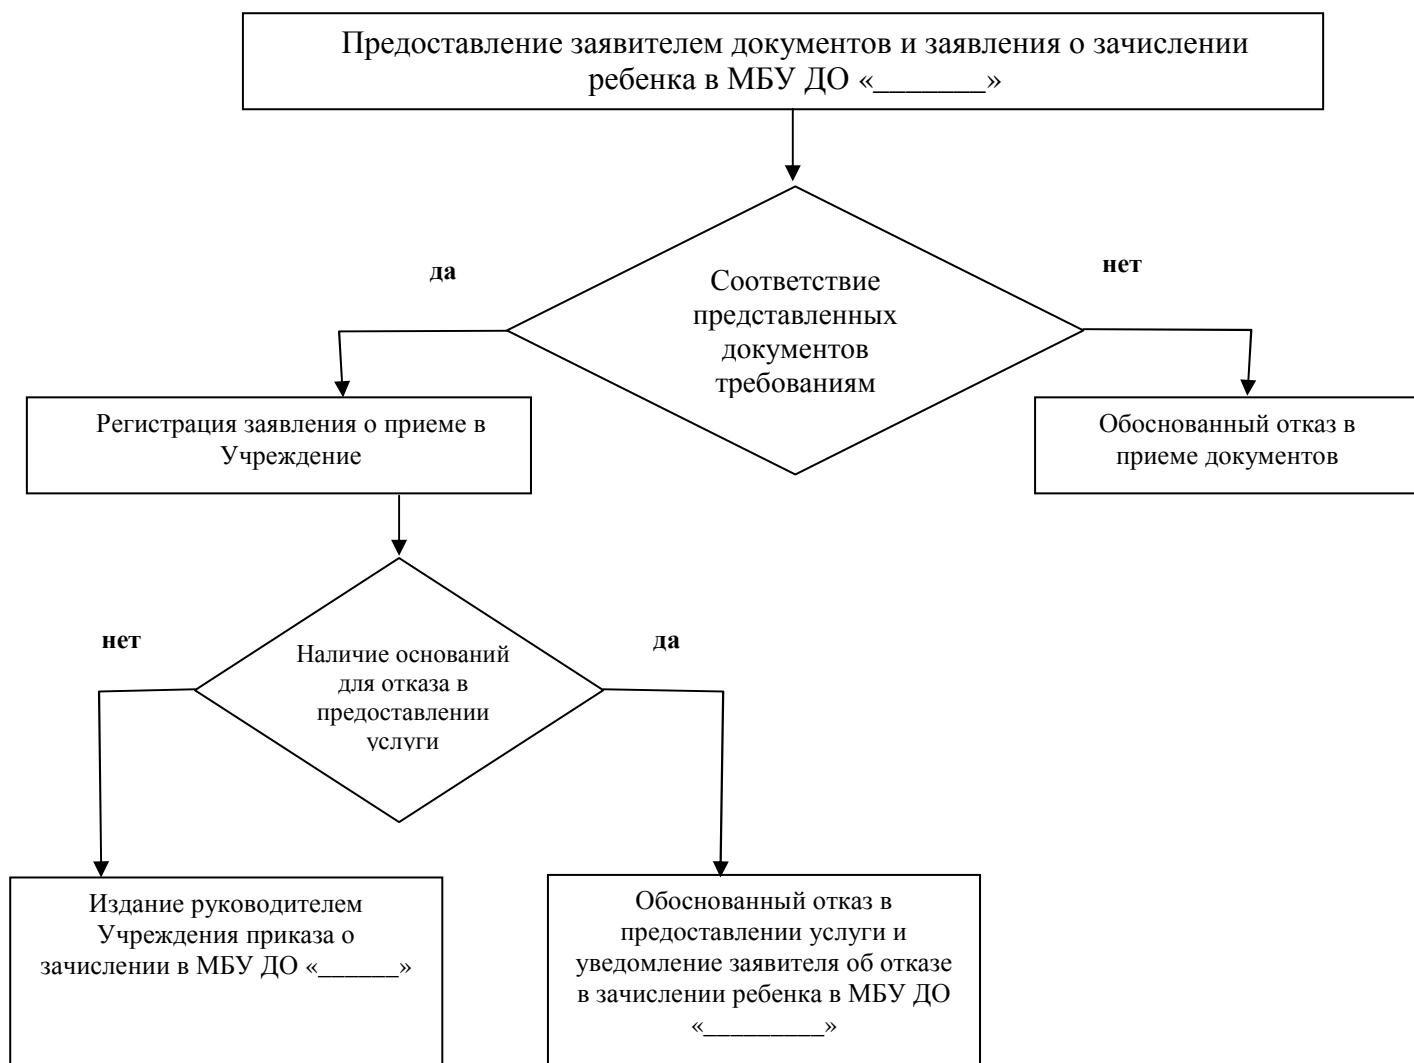 Предоставление заявителем документов и заявления о зачислении
ребенка в МБУ ДО «_______»
да
нет
Соответствие
представленных
документов
требованиям
Регистрация заявления о приеме в
Учреждение
Обоснованный отказ в
приеме документов
нет
да
Наличие оснований
для отказа в
предоставлении
услуги
Издание руководителем
Учреждения приказа о
зачислении в МБУ ДО «______»
Обоснованный отказ в
предоставлении услуги и
уведомление заявителя об отказе
в зачислении ребенка в МБУ ДО
«_________»